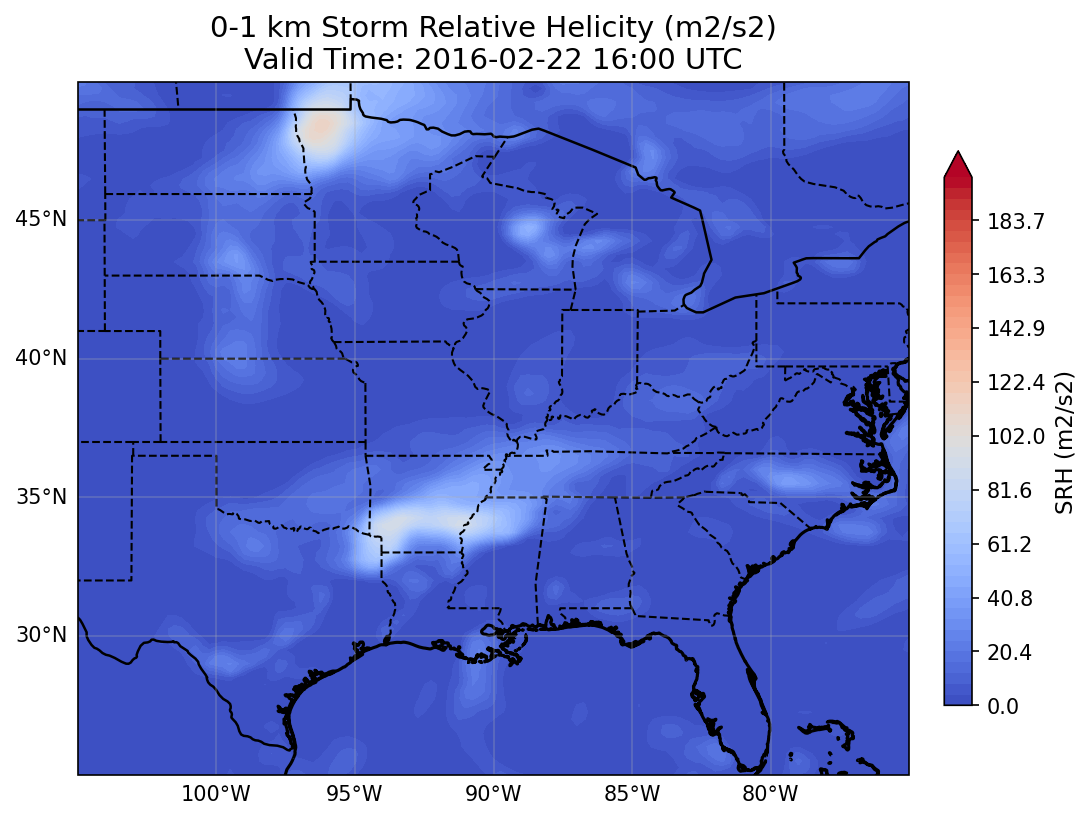 0-1 km Storm Relative Helicity (m2/s2)
Valid Time: 2016-02-22 16:00 UTC
45°N
40°N
35°N
30°N
100°W
95°W
90°W
85°W
80°W
183.7
163.3
142.9
122.4
102.0
81.6
61.2
40.8
20.4
0.0
SRH (m2/s2)